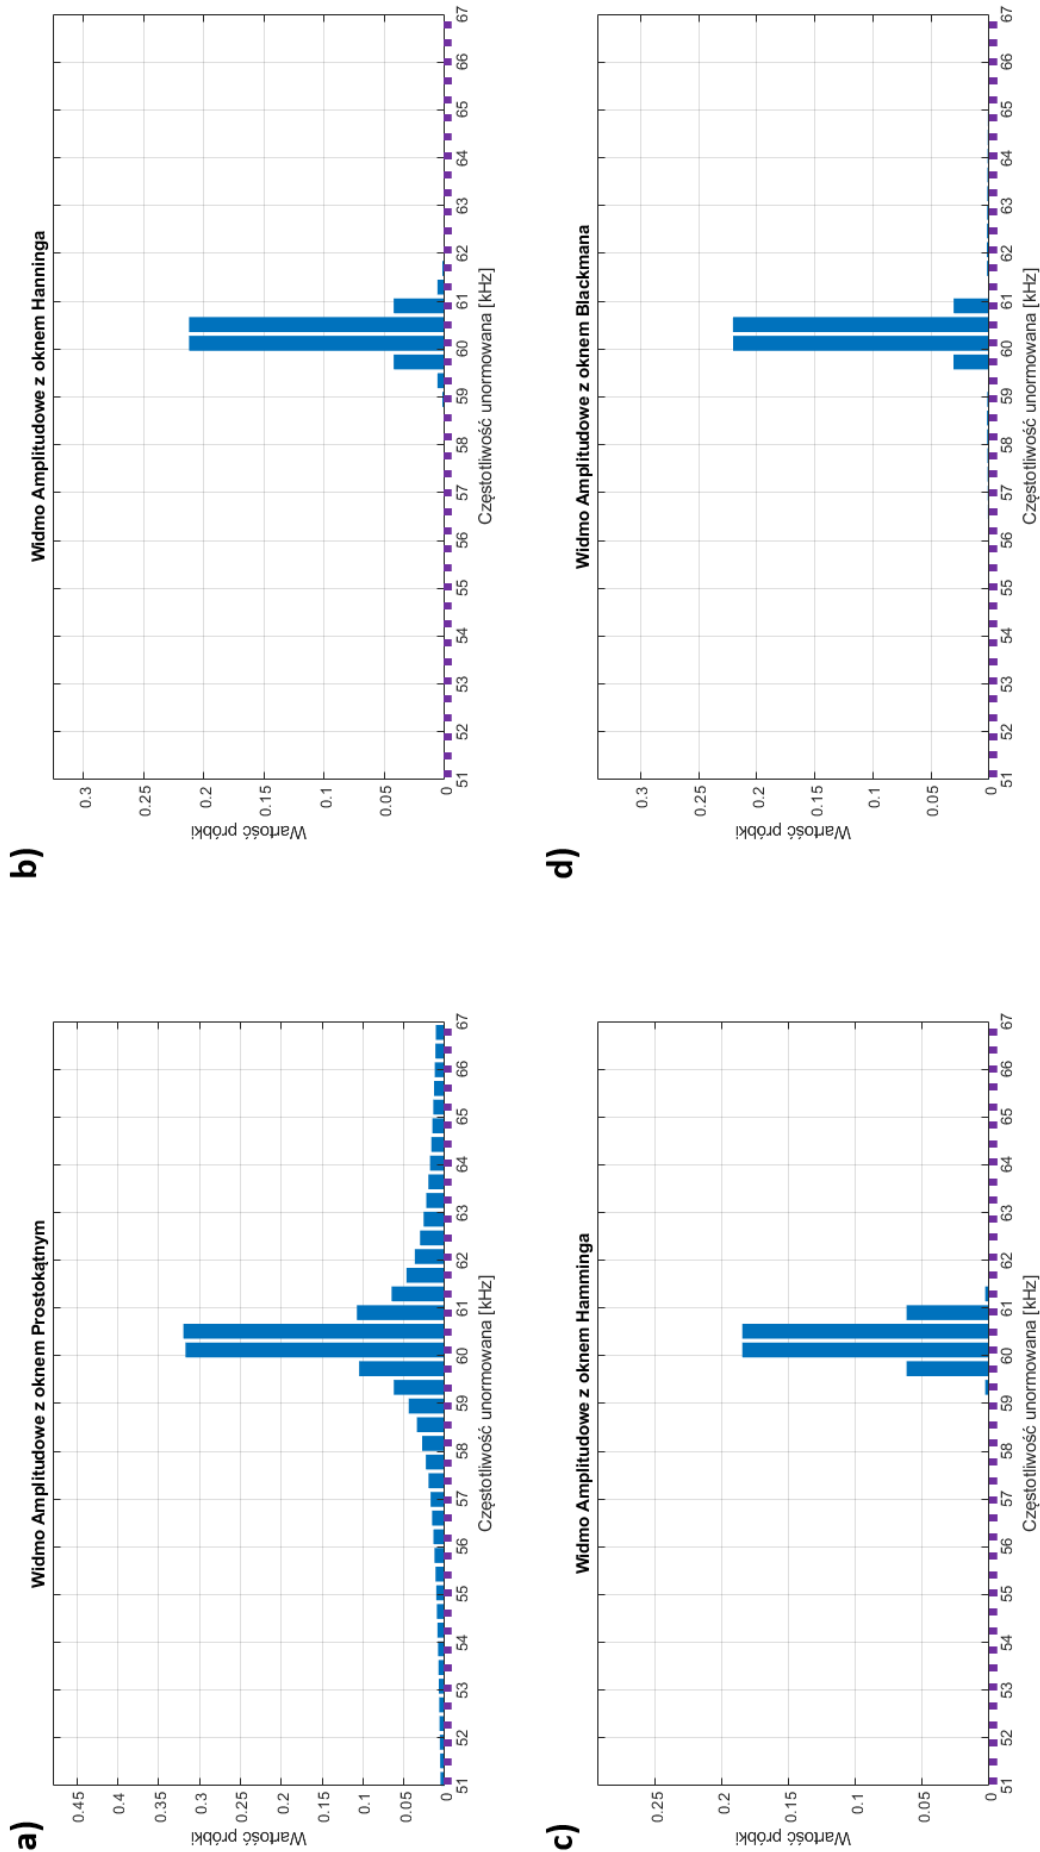 a)
Widmo Amplitudowe z oknem Prostokątnym
Wartość próbki
0.45
0.4
0.35
0.3
0.25
0.2
0.15
0.1
0.05
0
51 52 53 54 55 56 57 58 59 60 61 62 63 64 65 66 67
Częstotliwość unormowana [kHz]
b)
Widmo Amplitudowe z oknem Hanninga
Wartość próbki
0.3
0.25
0.2
0.15
0.1
0.05
0
51 52 53 54 55 56 57 58 59 60 61 62 63 64 65 66 67
Częstotliwość unormowana [kHz]
c)
Widmo Amplitudowe z oknem Hamminga
Wartość próbki
0.25
0.2
0.15
0.1
0.05
0
51 52 53 54 55 56 57 58 59 60 61 62 63 64 65 66 67
Częstotliwość unormowana [kHz]
d)
Widmo Amplitudowe z oknem Blackmana
Wartość próbki
0.3
0.25
0.2
0.15
0.1
0.05
0
51 52 53 54 55 56 57 58 59 60 61 62 63 64 65 66 67
Częstotliwość unormowana [kHz]